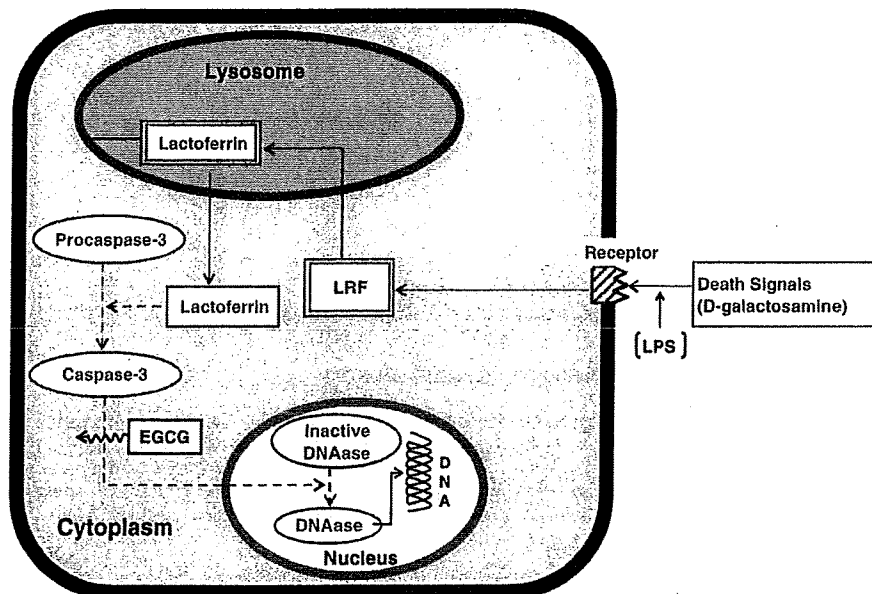 Lysosome
Lactoferrin
Procaspase-3
Receptor
LRF
Death Signals
(D-galactosamine)
Lactoferrin
[LPS]
Caspase-3
EGCG
Inactive
DNAase
D
N
A
DNAase
Cytoplasm
Nucleus